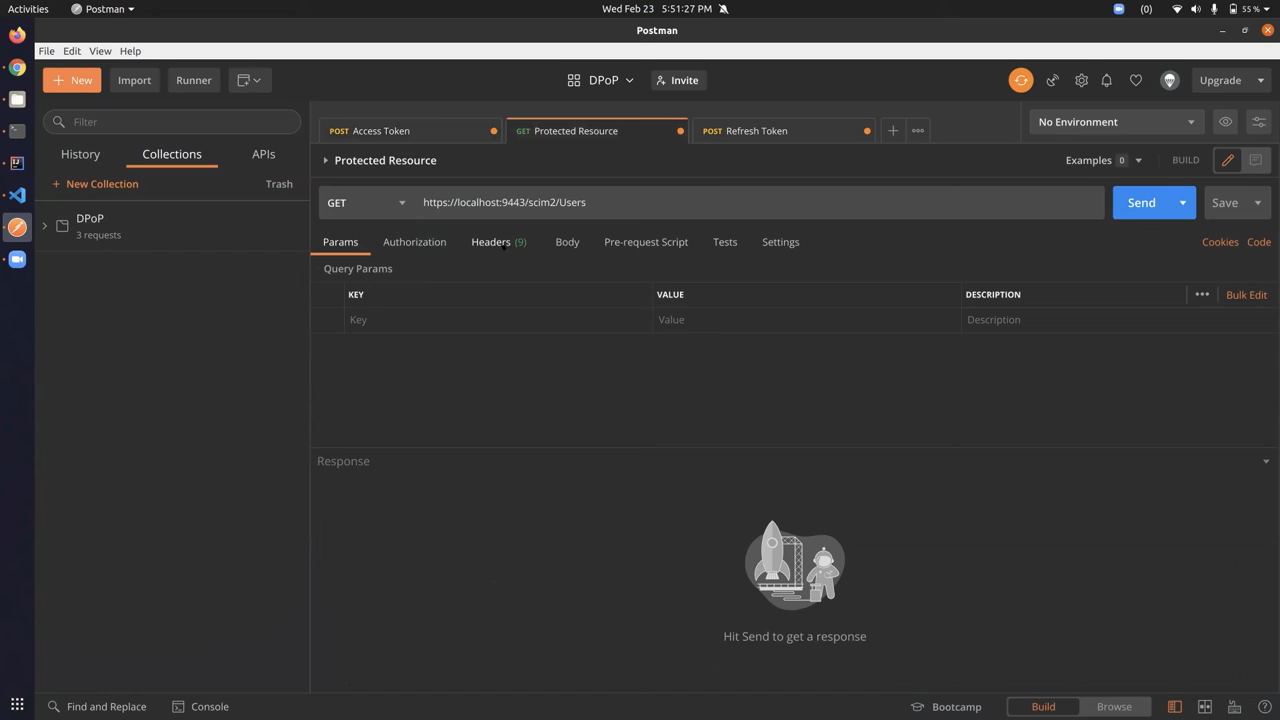 Activities
Postman
Wed Feb 23 5:51:27 PM
(0)
55 %
Postman
File Edit View Help
New
Import
Runner
DPoP
Invite
Upgrade
Filter
History
Collections
APIs
+ New Collection
Trash
DPoP
3 requests
POST Access Token
GET Protected Resource
POST Refresh Token
No Environment
Protected Resource
Examples 0
BUILD
GET
https://localhost:9443/scim2/Users
Send
Save
Params
Authorization
Headers (9)
Body
Pre-request Script
Tests
Settings
Cookies
Code
Query Params
KEY
VALUE
DESCRIPTION
Bulk Edit
Key
Value
Description
Response
Hit Send to get a response
Find and Replace
Console
Bootcamp
Build
Browse